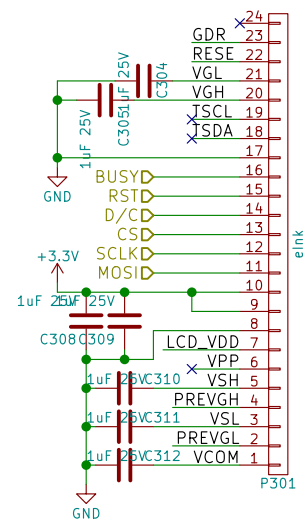 24
GDR 23
RESE 22
1uF 25V C304 VGL 21
1uF 25V C305 VGH 20
TSCL 19
TSDA 18
17
GND
BUSY 16
RST 15
D/C 14
CS 13
eInk
SCLK 12
MOSI 11
+3.3V
10
1uF 25V 1uF 25V
9
C308 C309
8
LCD_VDD 7
VPP 6
1uF 25V C310 VSH 5
PREVGH 4
1uF 25V C311 VSL 3
PREVGL 2
1uF 25V C312 VCOM 1
P301
GND